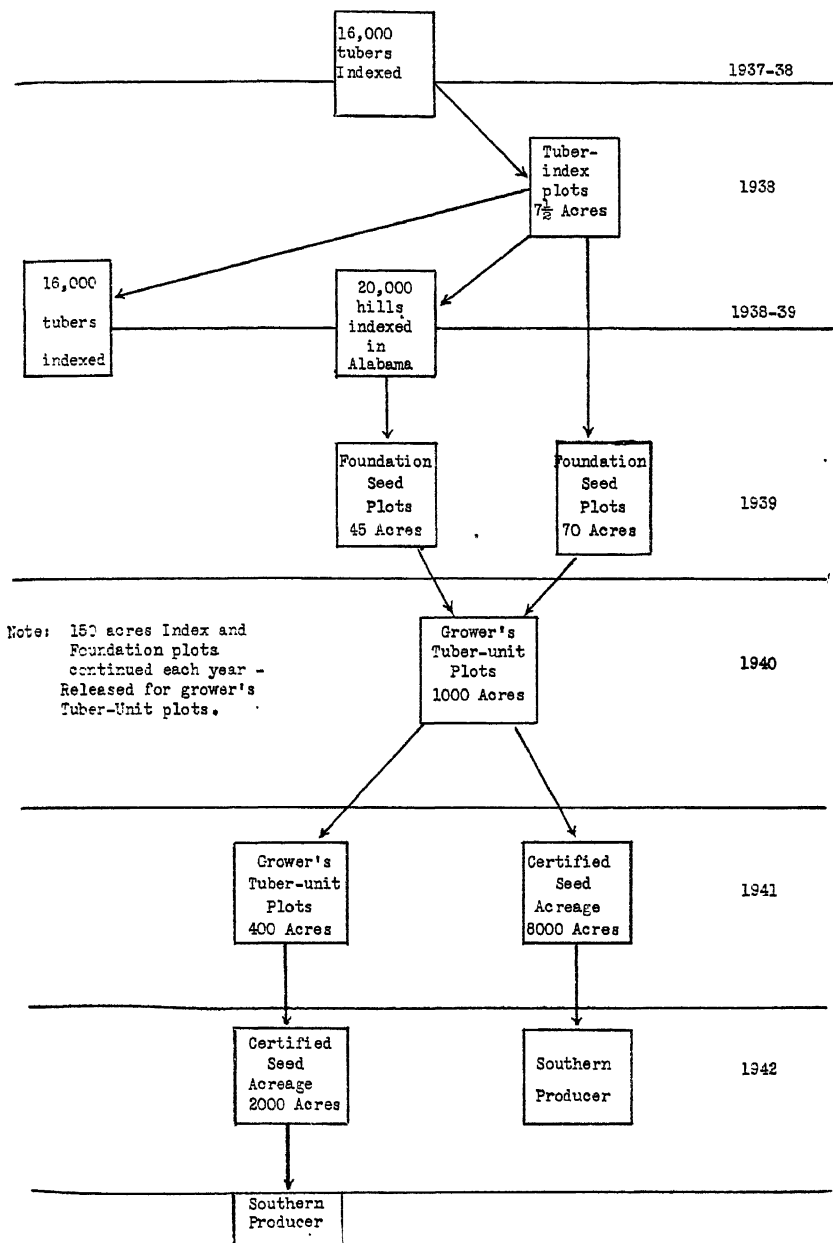 16,000
tubers
Indexed
1937-38
Tuber-
index
plots
7½ Acres
1938
16,000
tubers
indexed
20,000
hills
indexed
in
Alabama
1938-39
Foundation
Seed
Plots
45 Acres
Foundation
Seed
Plots
70 Acres
1939
Note: 150 acres Index and
Foundation plots
continued each year -
Released for grower's
Tuber-Unit plots.
Grower's
Tuber-unit
Plots
1000 Acres
1940
Grower's
Tuber-unit
Plots
400 Acres
Certified
Seed
Acreage
8000 Acres
1941
Certified
Seed
Acreage
2000 Acres
Southern
Producer
1942
Southern
Producer